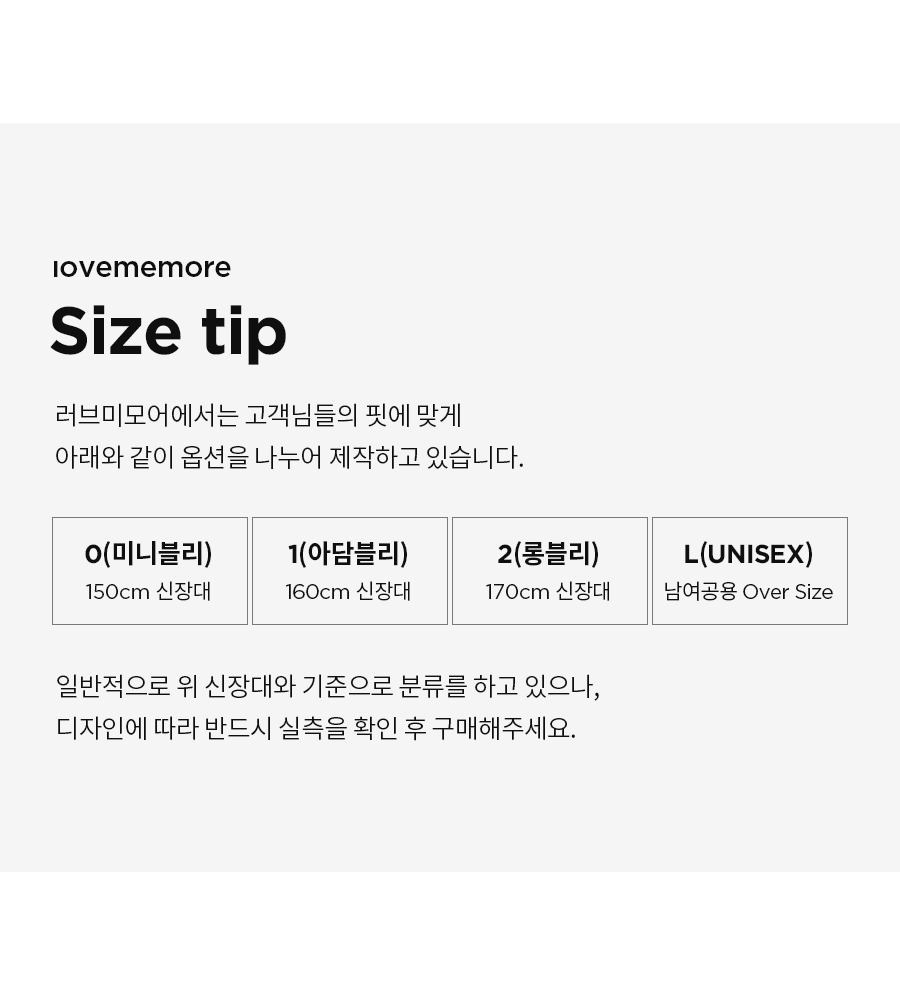 lovememore
Size tip
러브미모어에서는 고객님들의 핏에 맞게
아래와 같이 옵션을 나누어 제작하고 있습니다.
0(미니블리)
150cm 신장대
1(아담블리)
160cm 신장대
2(롱블리)
170cm 신장대
L(UNISEX)
남여공용 Over Size
일반적으로 위 신장대와 기준으로 분류를 하고 있으나,
디자인에 따라 반드시 실측을 확인 후 구매해주세요.